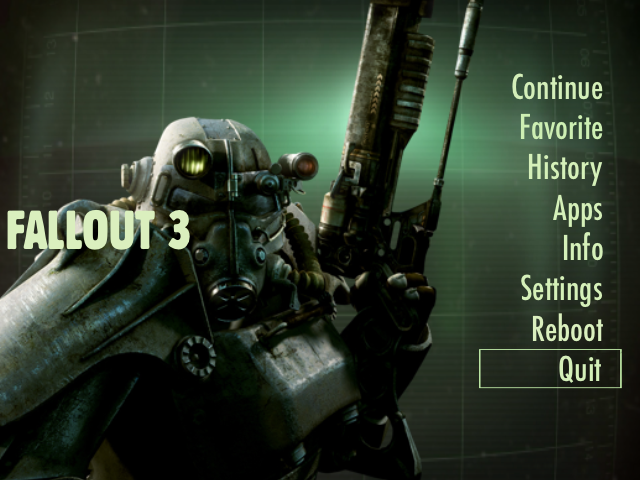 Continue
Favorite
History
Apps
FALLOUT 3
Info
Settings
Reboot
Quit